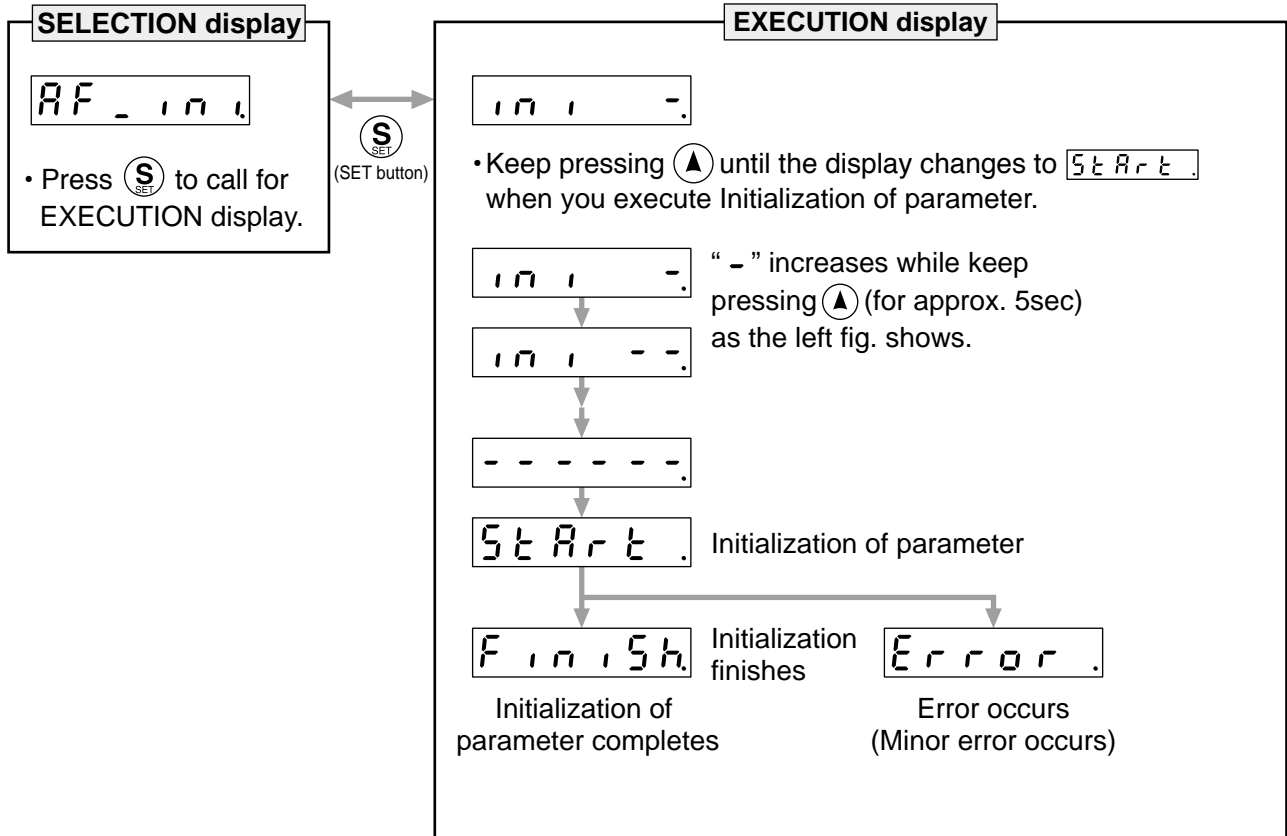 SELECTION display
AF_ini.
• Press S SET to call for
EXECUTION display.
S SET
(SET button)
EXECUTION display
ini -.
• Keep pressing ▲ until the display changes to StArt .
when you execute Initialization of parameter.
ini -.
“ - ” increases while keep
pressing ▲ (for approx. 5sec)
as the left fig. shows.
ini - -.
- - - - - -.
StArt .
Initialization of parameter
FiniSh.
Initialization
finishes
Error .
Initialization of
parameter completes
Error occurs
(Minor error occurs)